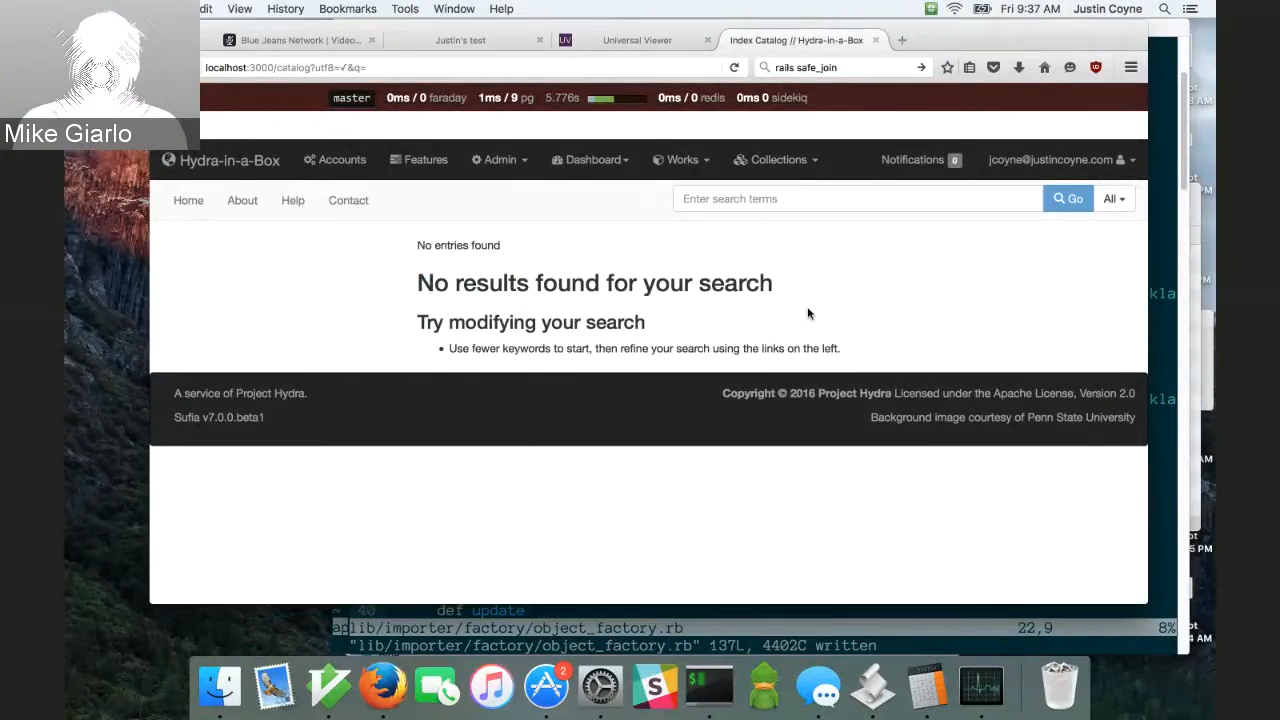 dit View History Bookmarks Tools Window Help Fri 9:37 AM Justin Coyne
Blue Jeans Network | Video... Justin's test Universal Viewer Index Catalog // Hydra-in-a-Box
localhost:3000/catalog?utf8=✓&q= rails safe_join
master 0ms / 0 faraday 1ms / 9 pg 5.776s 0ms / 0 redis 0ms 0 sidekiq
Mike Giarlo
Hydra-in-a-Box Accounts Features Admin Dashboard Works Collections Notifications 0 jcoyne@justincoyne.com
Home About Help Contact Enter search terms Go All
No entries found
No results found for your search
Try modifying your search
• Use fewer keywords to start, then refine your search using the links on the left.
A service of Project Hydra. Copyright © 2016 Project Hydra Licensed under the Apache License, Version 2.0
Sufia v7.0.0.beta1 Background image courtesy of Penn State University
kla
kla
~ 40 def update
aplib/importer/factory/object_factory.rb 22,9 8%
"lib/importer/factory/object_factory.rb" 137L, 4402C written
2